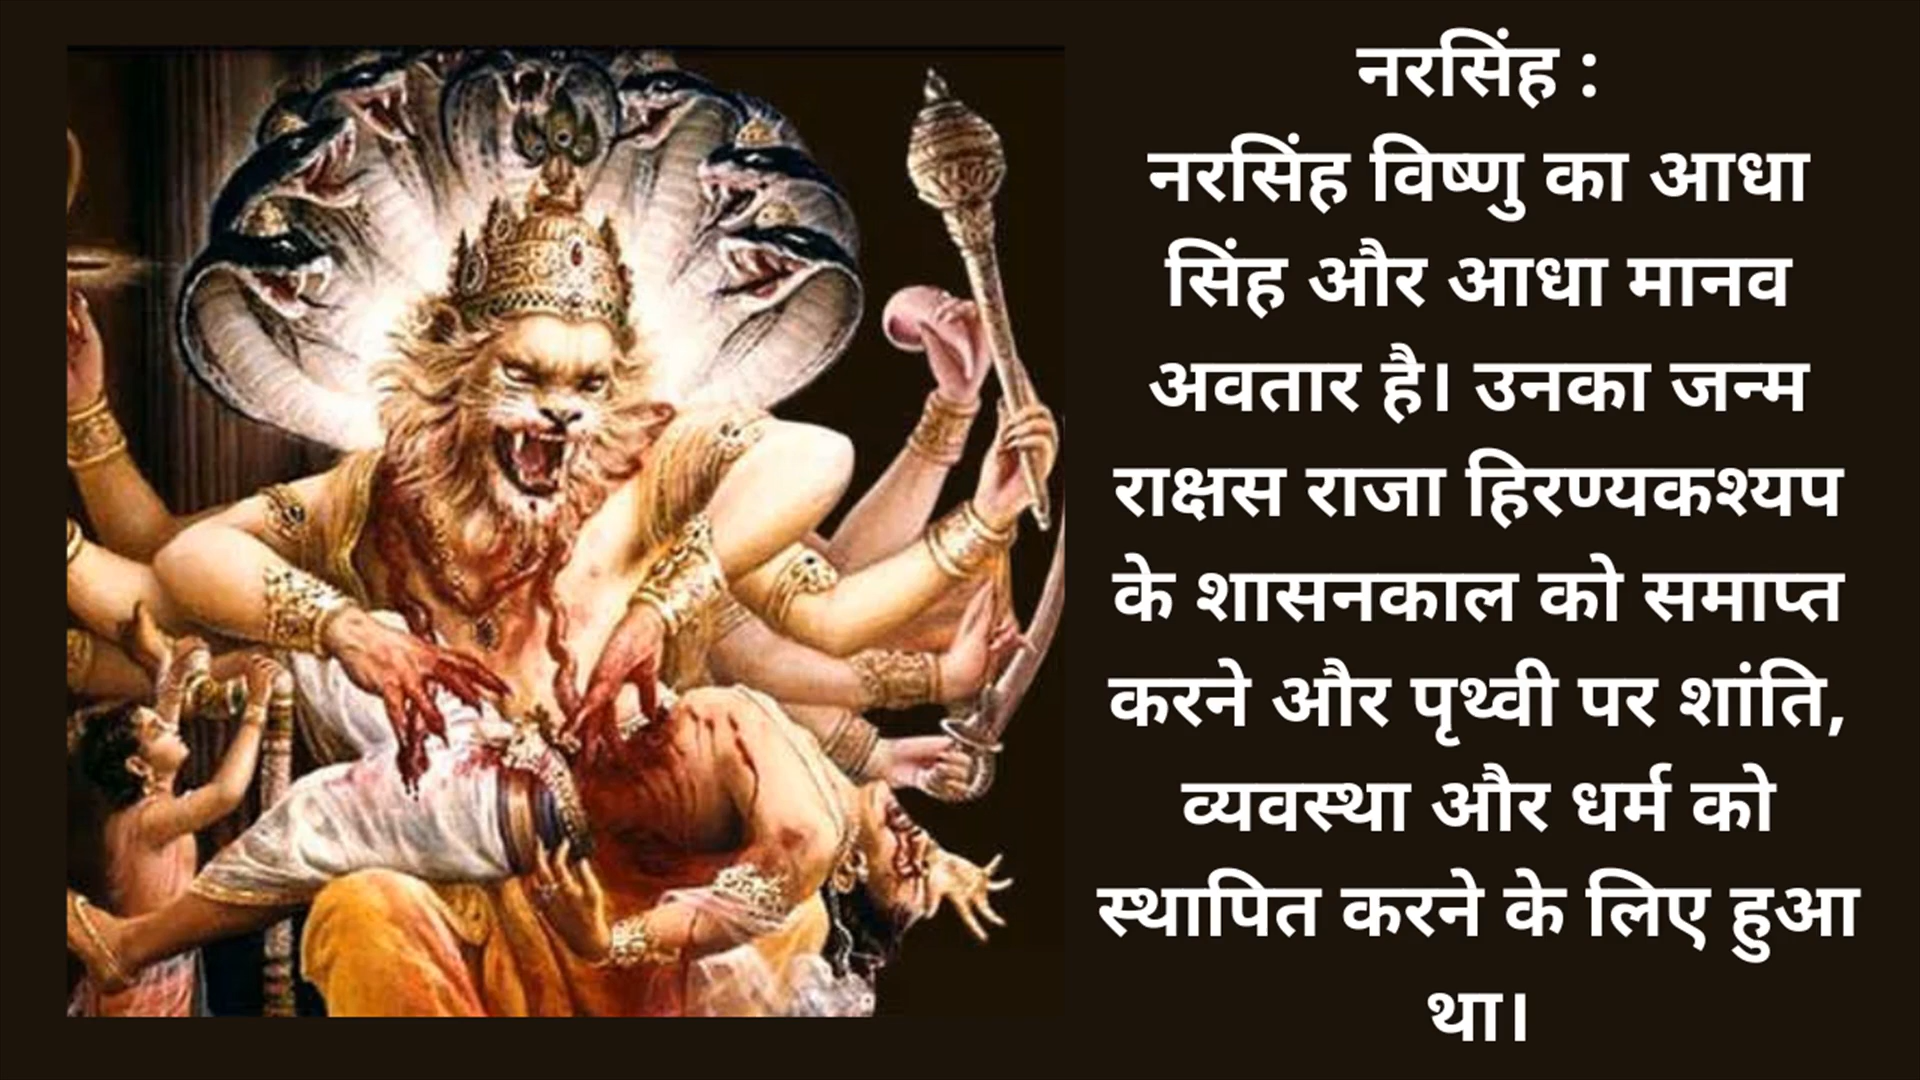 नरसिंह :
नरसिंह विष्णु का आधा
सिंह और आधा मानव
अवतार है। उनका जन्म
राक्षस राजा हिरण्यकश्यप
के शासनकाल को समाप्त
करने और पृथ्वी पर शांति,
व्यवस्था और धर्म को
स्थापित करने के लिए हुआ
था।